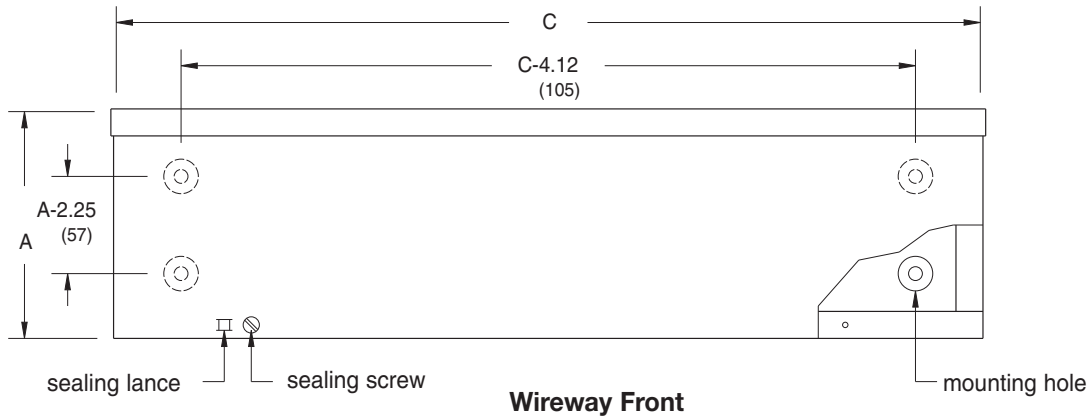 C
C-4.12
(105)
A-2.25
(57)
A
sealing lance
sealing screw
mounting hole
Wireway Front